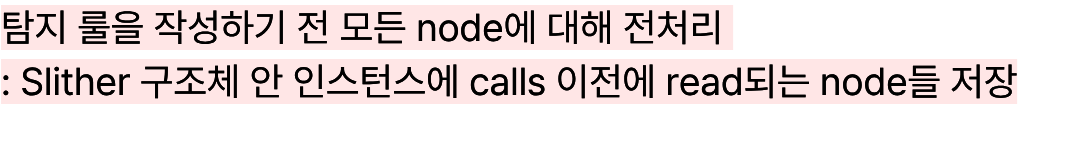 탐지 룰을 작성하기 전 모든 node에 대해 전처리
: Slither 구조체 안 인스턴스에 calls 이전에 read되는 node들 저장